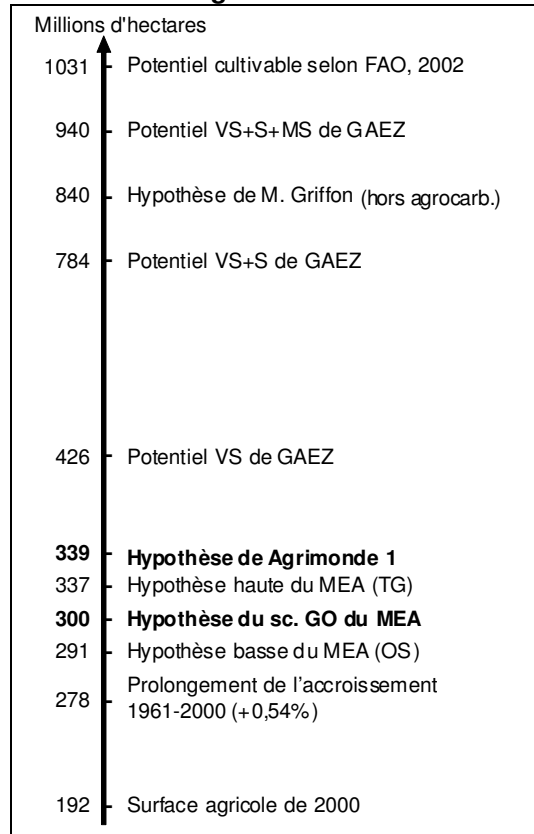 Millions d'hectares
1031 Potentiel cultivable selon FAO, 2002
940 Potentiel VS+S+MS de GAEZ
840 Hypothèse de M. Griffon (hors agrocarb.)
784 Potentiel VS+S de GAEZ
426 Potentiel VS de GAEZ
339 Hypothèse de Agrimonde 1
337 Hypothèse haute du MEA (TG)
300 Hypothèse du sc. GO du MEA
291 Hypothèse basse du MEA (OS)
278 Prolongement de l'accroissement
1961-2000 (+0,54%)
192 Surface agricole de 2000